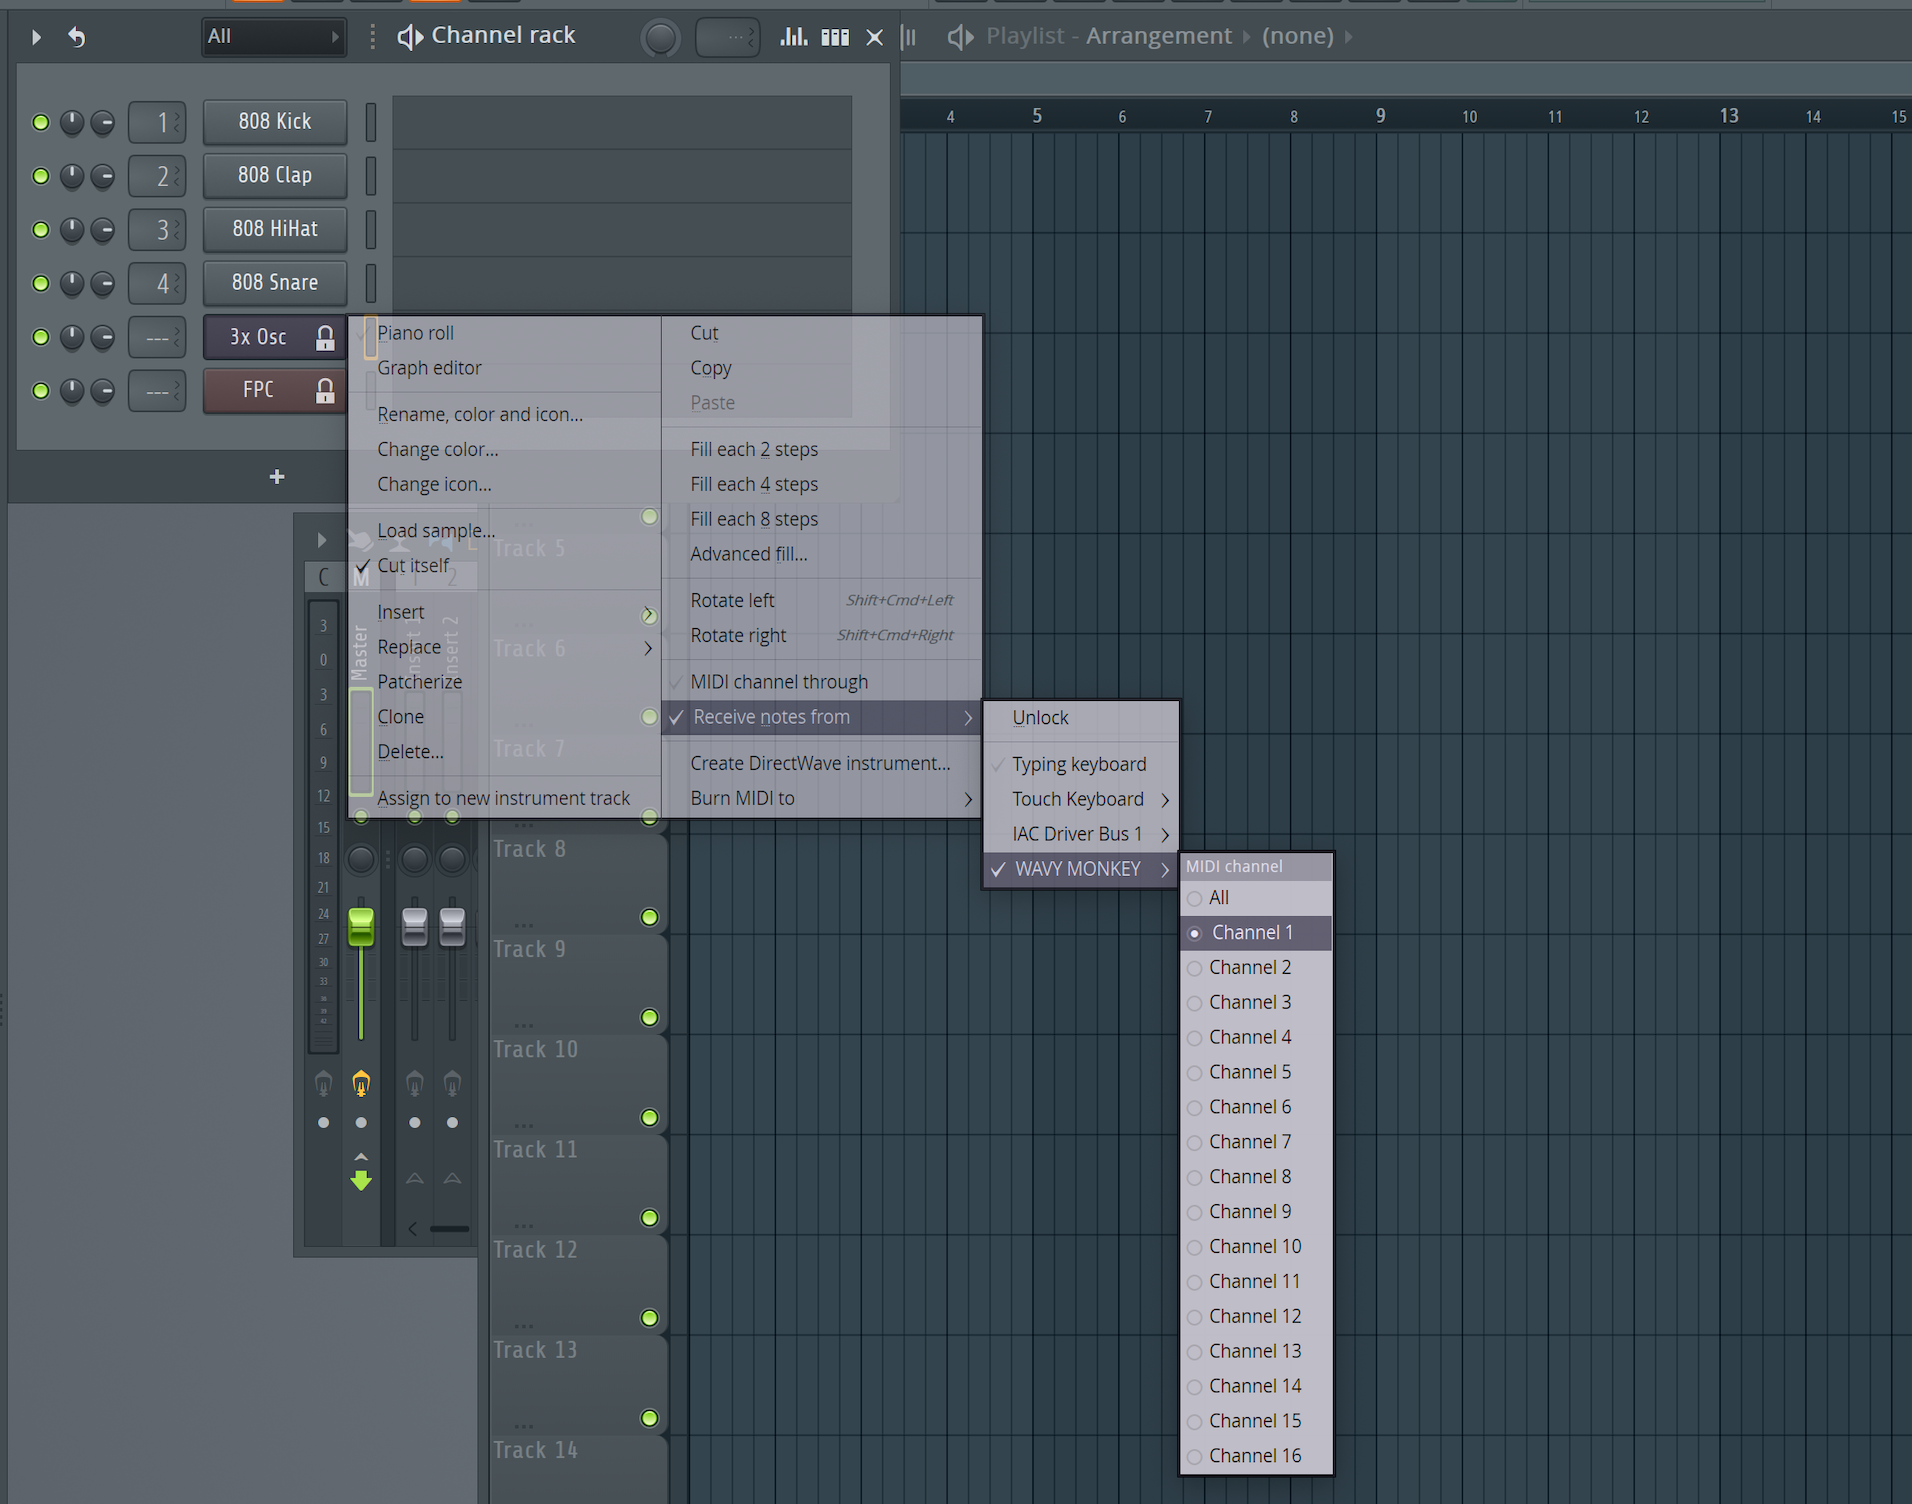 All
Channel rack
Playlist - Arrangement
(none)
4 5 6 7 8 9 10 11 12 13 14 15
1
808 Kick
2
808 Clap
3
808 HiHat
4
808 Snare
---
3x Osc
---
FPC
+
Piano roll
Graph editor
Rename, color and icon...
Change color...
Change icon...
Load sample...
Cut itself
Insert
Replace
Patcherize
Clone
Delete...
Assign to new instrument track
Cut
Copy
Paste
Fill each 2 steps
Fill each 4 steps
Fill each 8 steps
Advanced fill...
Rotate left Shift+Cmd+Left
Rotate right Shift+Cmd+Right
MIDI channel through
Receive notes from
Create DirectWave instrument...
Burn MIDI to
Unlock
Typing keyboard
Touch Keyboard
IAC Driver Bus 1
WAVY MONKEY
MIDI channel
All
Channel 1
Channel 2
Channel 3
Channel 4
Channel 5
Channel 6
Channel 7
Channel 8
Channel 9
Channel 10
Channel 11
Channel 12
Channel 13
Channel 14
Channel 15
Channel 16
C
M
2
Master
Insert 2
3
0
3
6
9
12
15
18
21
24
27
30
33
Track 5
Track 6
Track 7
Track 8
Track 9
Track 10
Track 11
Track 12
Track 13
Track 14